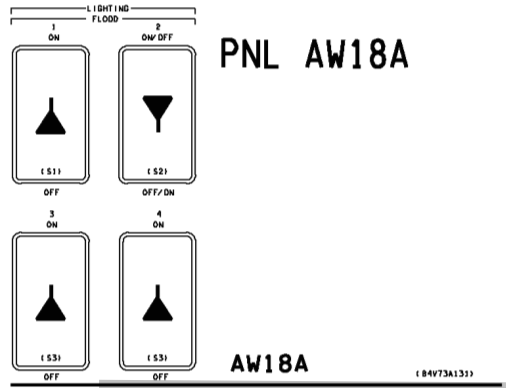 LIGHTING
FLOOD
1 2
ON ON/OFF
PNL AW18A
(S1) (S2)
OFF OFF/ON
3 4
ON ON
(S3) (S3)
OFF OFF
AW18A
(84V73A131)